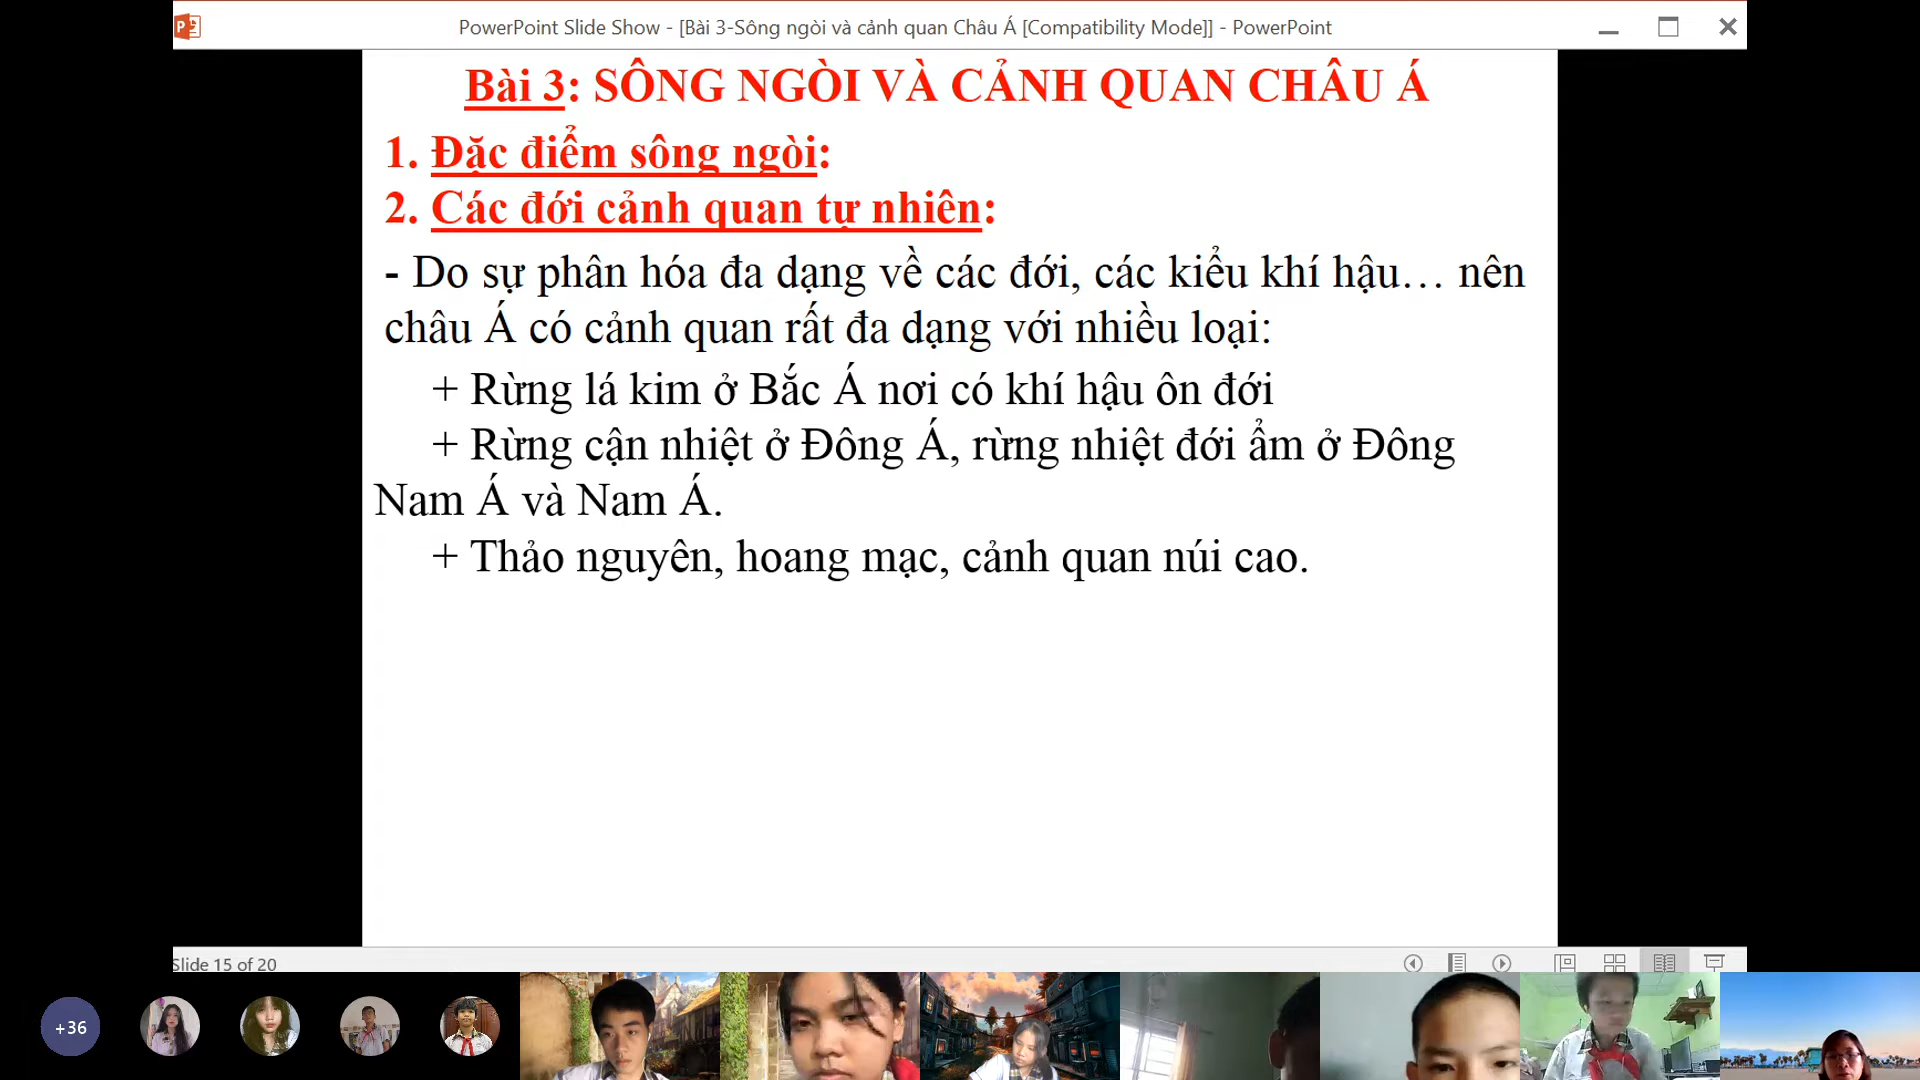 PowerPoint Slide Show - [Bài 3-Sông ngòi và cảnh quan Châu Á [Compatibility Mode]] - PowerPoint
Bài 3: SÔNG NGÒI VÀ CẢNH QUAN CHÂU Á
1. Đặc điểm sông ngòi:
2. Các đới cảnh quan tự nhiên:
- Do sự phân hóa đa dạng về các đới, các kiểu khí hậu… nên
châu Á có cảnh quan rất đa dạng với nhiều loại:
+ Rừng lá kim ở Bắc Á nơi có khí hậu ôn đới
+ Rừng cận nhiệt ở Đông Á, rừng nhiệt đới ẩm ở Đông
Nam Á và Nam Á.
+ Thảo nguyên, hoang mạc, cảnh quan núi cao.
Slide 15 of 20
+36